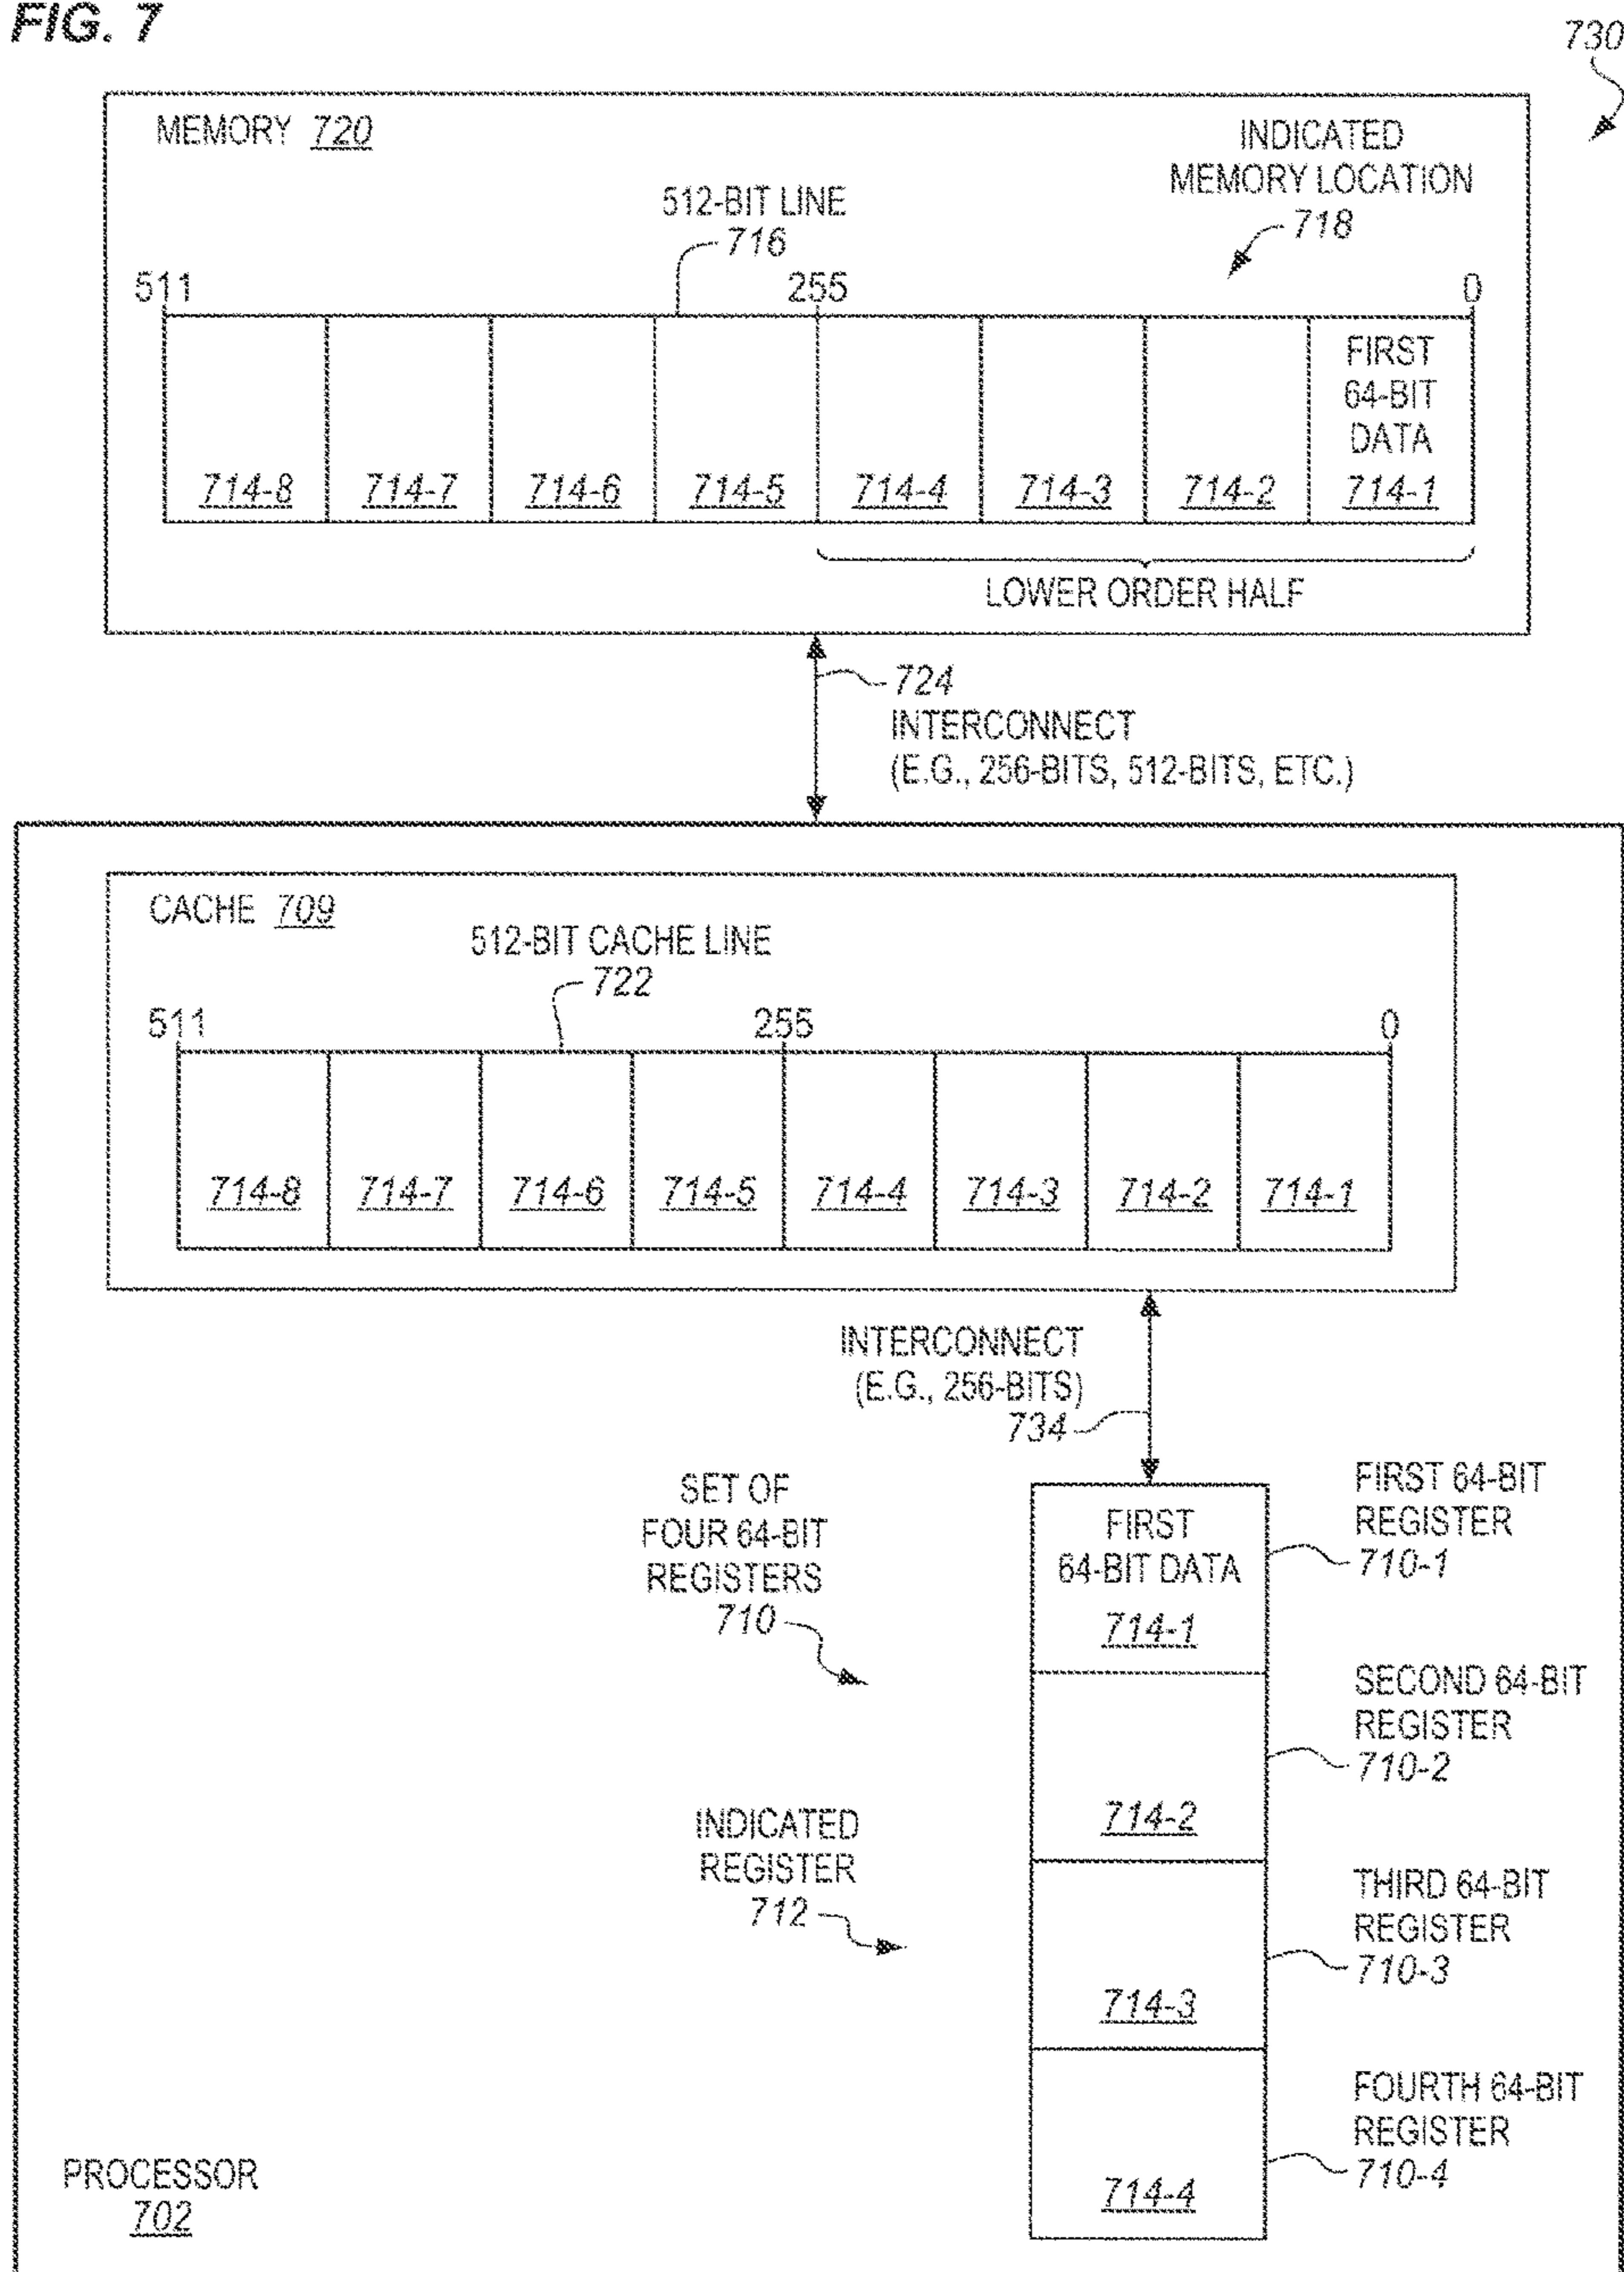 FIG. 7
730
MEMORY 720
INDICATED
MEMORY LOCATION
718
512-BIT LINE
716
511
255
0
FIRST
64-BIT
DATA
714-8
714-7
714-6
714-5
714-4
714-3
714-2
714-1
LOWER ORDER HALF
724
INTERCONNECT
(E.G., 256-BITS, 512-BITS, ETC.)
CACHE 709
512-BIT CACHE LINE
722
511
255
0
714-8
714-7
714-6
714-5
714-4
714-3
714-2
714-1
INTERCONNECT
(E.G., 256-BITS)
734
SET OF
FOUR 64-BIT
REGISTERS
710
FIRST
64-BIT DATA
714-1
FIRST 64-BIT
REGISTER
710-1
714-2
SECOND 64-BIT
REGISTER
710-2
INDICATED
REGISTER
712
714-3
THIRD 64-BIT
REGISTER
710-3
714-4
FOURTH 64-BIT
REGISTER
710-4
PROCESSOR
702